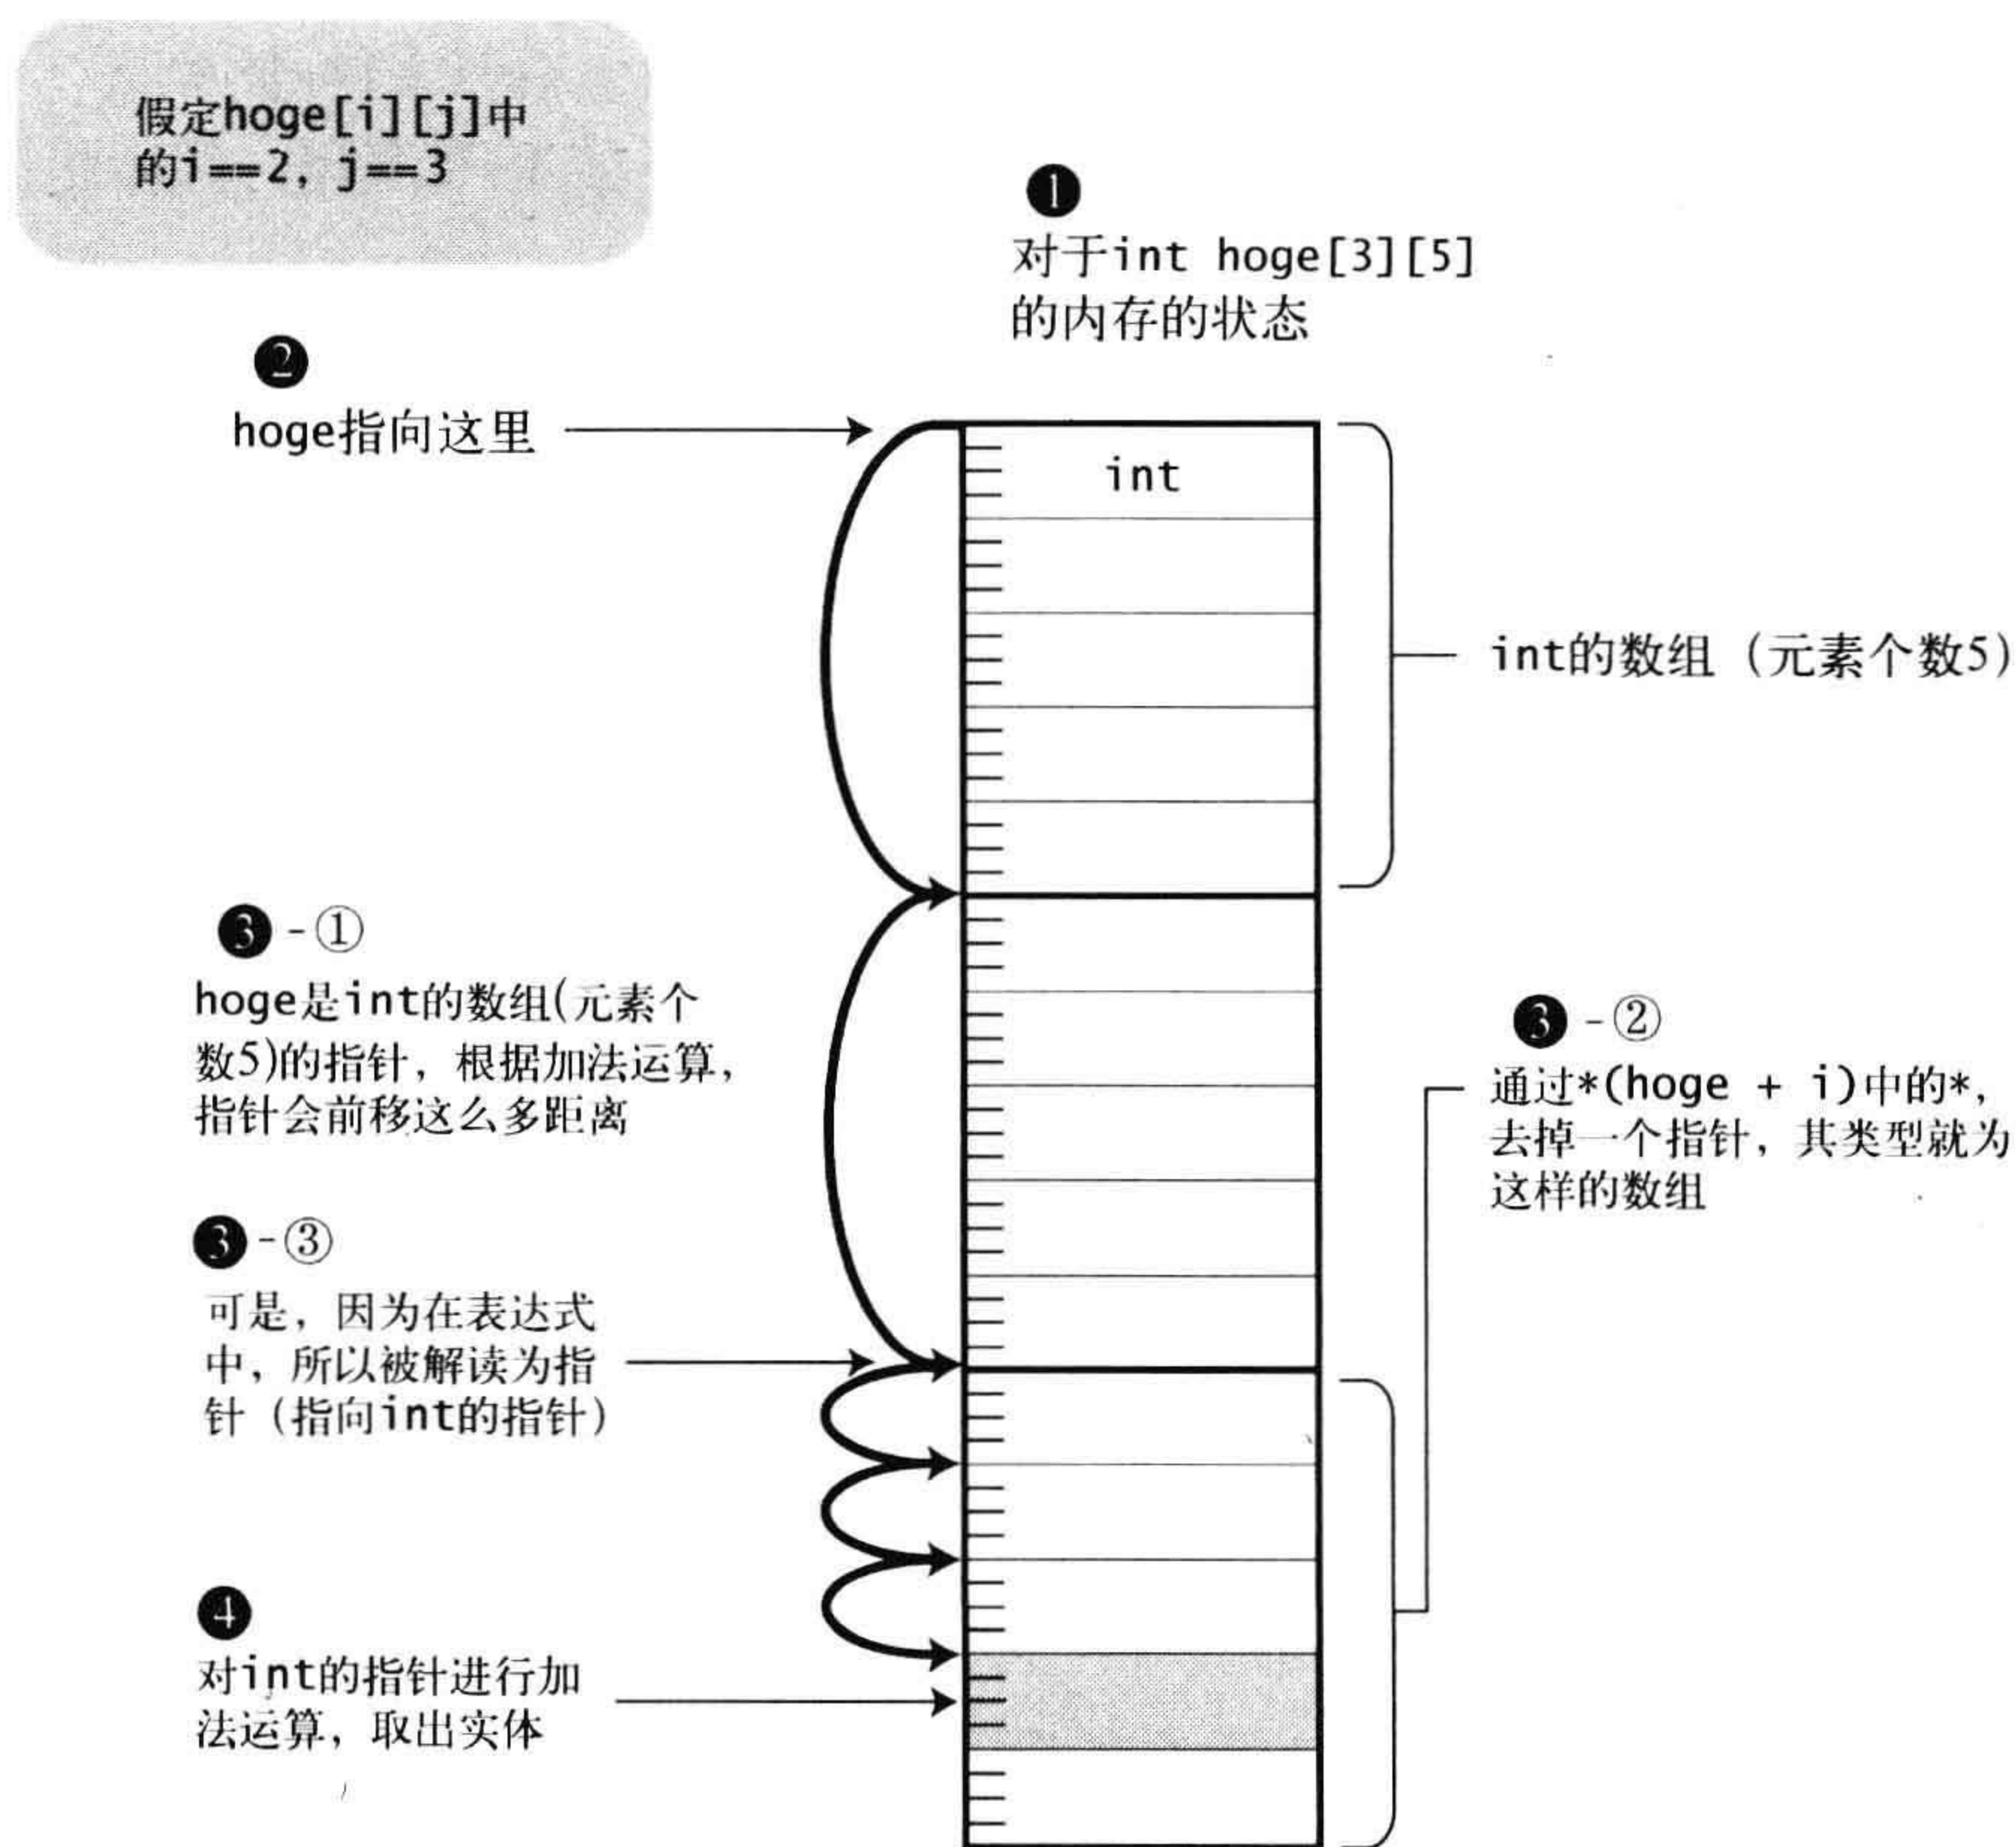 假定hoge[i][j]中
的i==2, j==3
❶
对于int hoge[3][5]
的内存的状态
❷
hoge指向这里
int
int的数组（元素个数5）
❸-①
hoge是int的数组(元素个
数5)的指针，根据加法运算，
指针会前移这么多距离
❸-②
通过*(hoge + i)中的*，
去掉一个指针，其类型就为
这样的数组
❸-③
可是，因为在表达式
中，所以被解读为指
针（指向int的指针）
❹
对int的指针进行加
法运算，取出实体